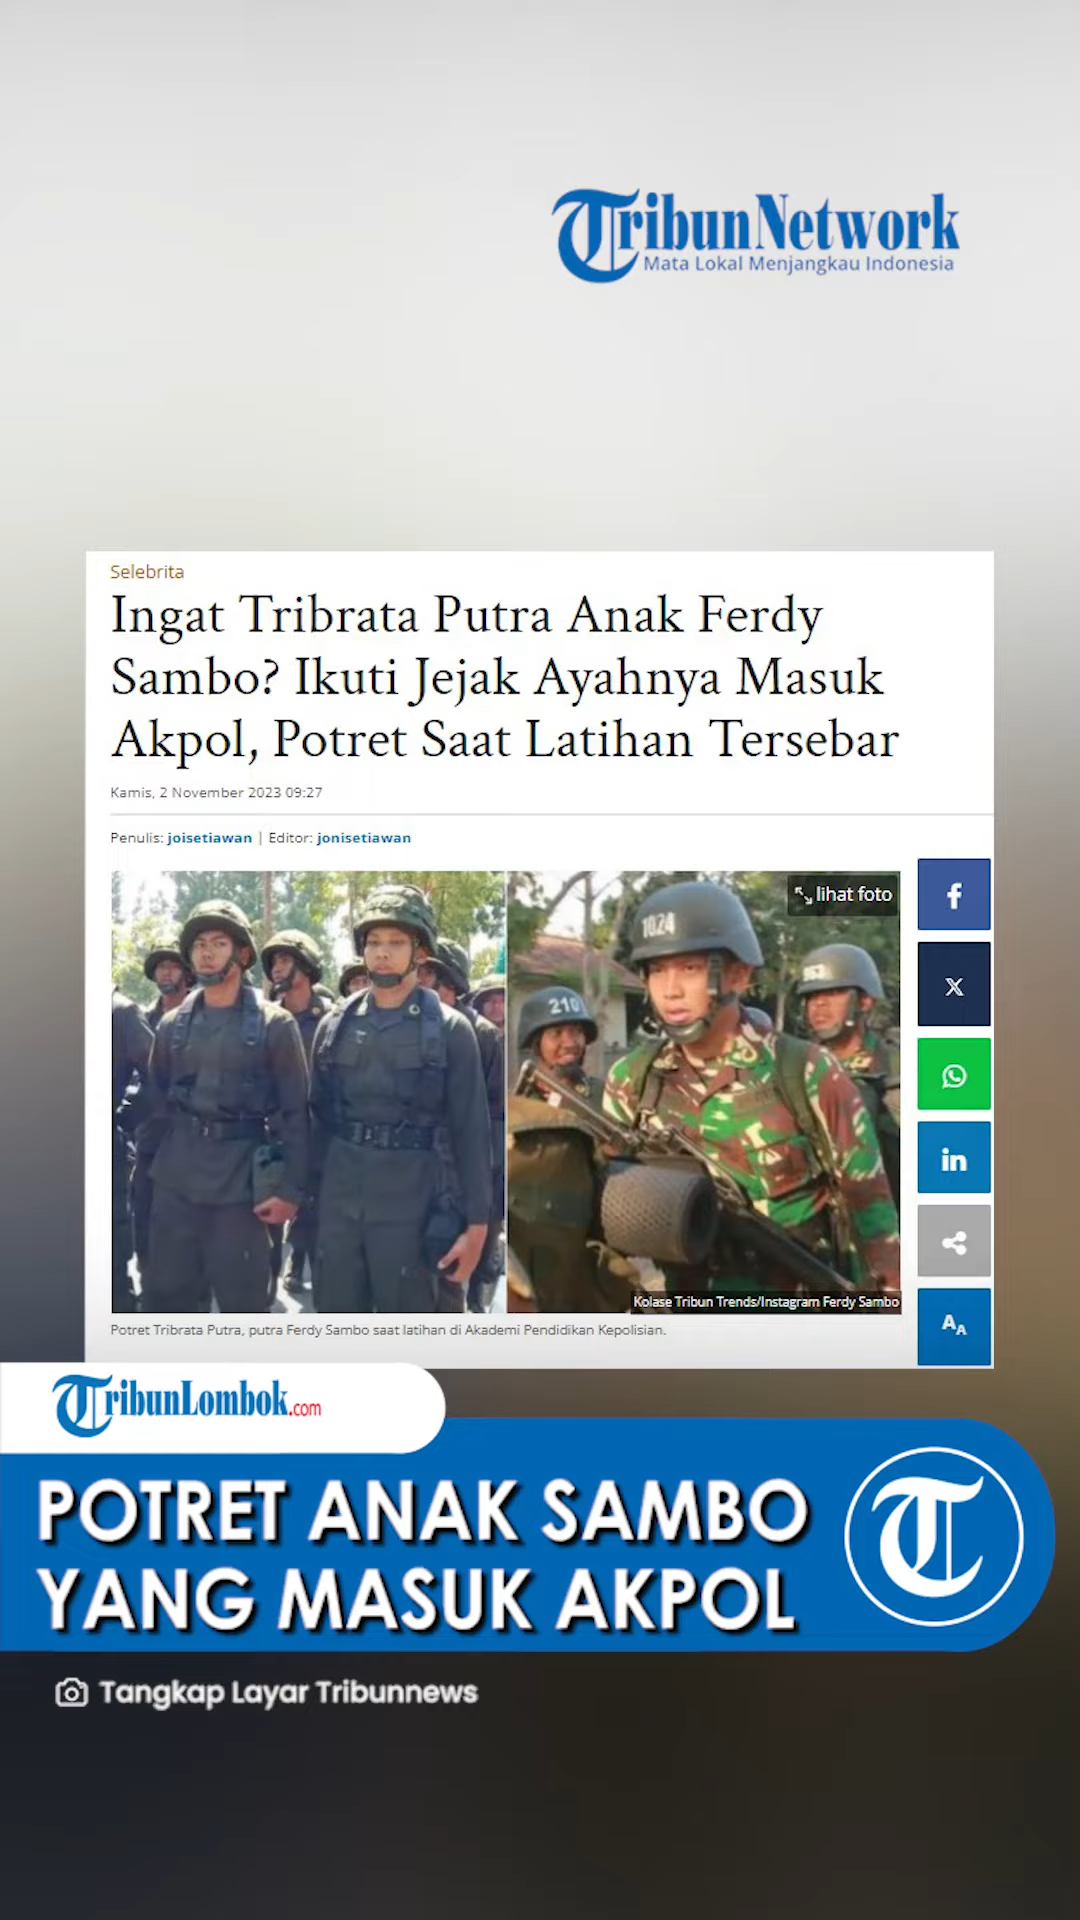 TribunNetwork
Mata Lokal Menjangkau Indonesia
Selebrita
Ingat Tribrata Putra Anak Ferdy
Sambo? Ikuti Jejak Ayahnya Masuk
Akpol, Potret Saat Latihan Tersebar
Kamis, 2 November 2023 09:27
Penulis: joisetiawan | Editor: jonisetiawan
lihat foto
1024
210
Kolase Tribun Trends/Instagram Ferdy Sambo
Potret Tribrata Putra, putra Ferdy Sambo saat latihan di Akademi Pendidikan Kepolisian.
f
X
in
AA
TribunLombok.com
POTRET ANAK SAMBO
YANG MASUK AKPOL
T
Tangkap Layar Tribunnews